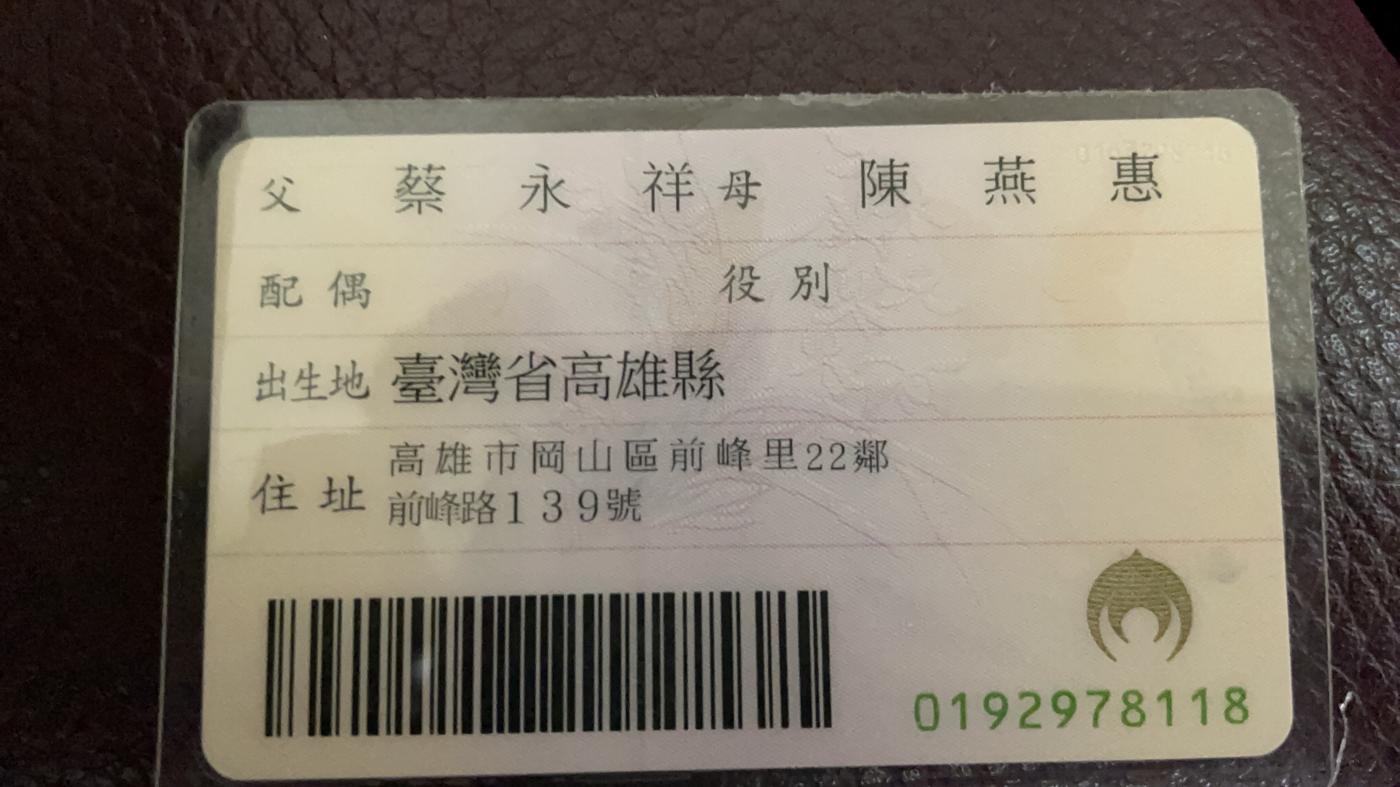 父 蔡永祥 母 陳燕惠
配偶 役別
出生地 臺灣省高雄縣
住址 高雄市岡山區前峰里22鄰
前峰路139號
0192978118